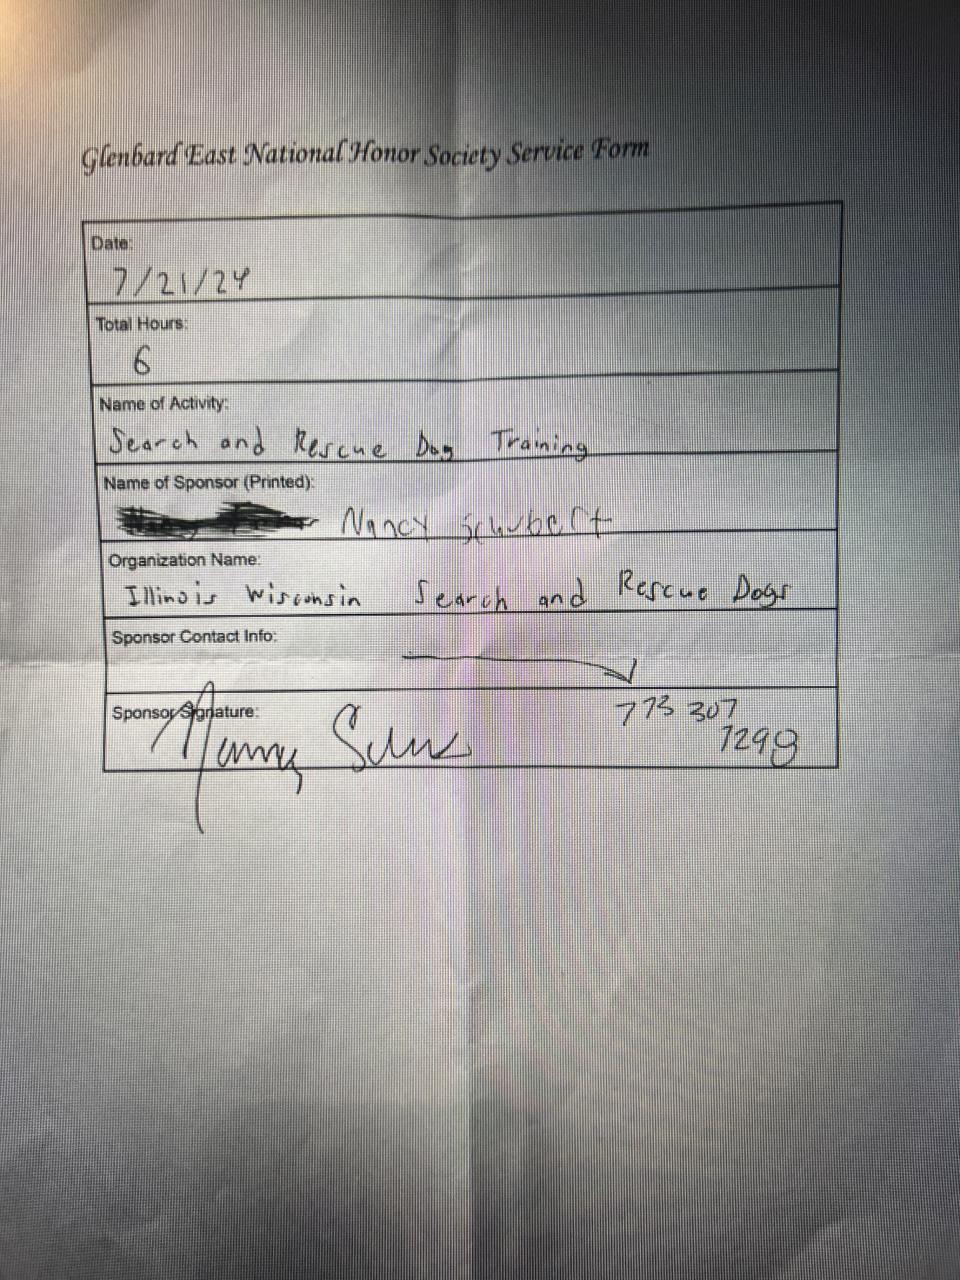 Glenbard East National Honor Society Service Form
Date:
7/21/24
Total Hours:
6
Name of Activity:
Search and Rescue Dog Training
Name of Sponsor (Printed):
Nancy Schubert
Organization Name:
Illinois Wisconsin Search and Rescue Dogs
Sponsor Contact Info:
Sponsor Signature:
773 307
7298
Nancy